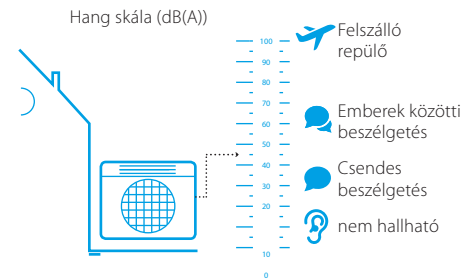 Hang skála (dB(A))
100
90
80
70
60
50
40
30
20
10
0
Felszálló
repülő
Emberek közötti
beszélgetés
Csendes
beszélgetés
nem hallható